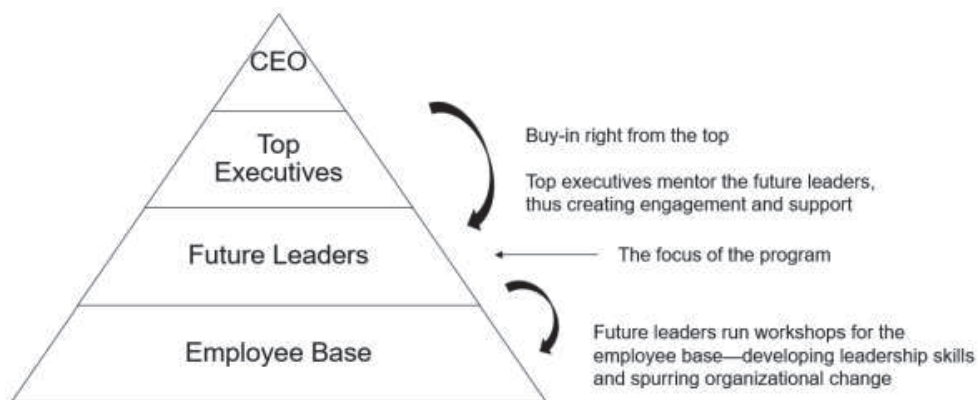 CEO
Top
Executives
Future Leaders
Employee Base
Buy-in right from the top
Top executives mentor the future leaders,
thus creating engagement and support
The focus of the program
Future leaders run workshops for the
employee base—developing leadership skills
and spurring organizational change